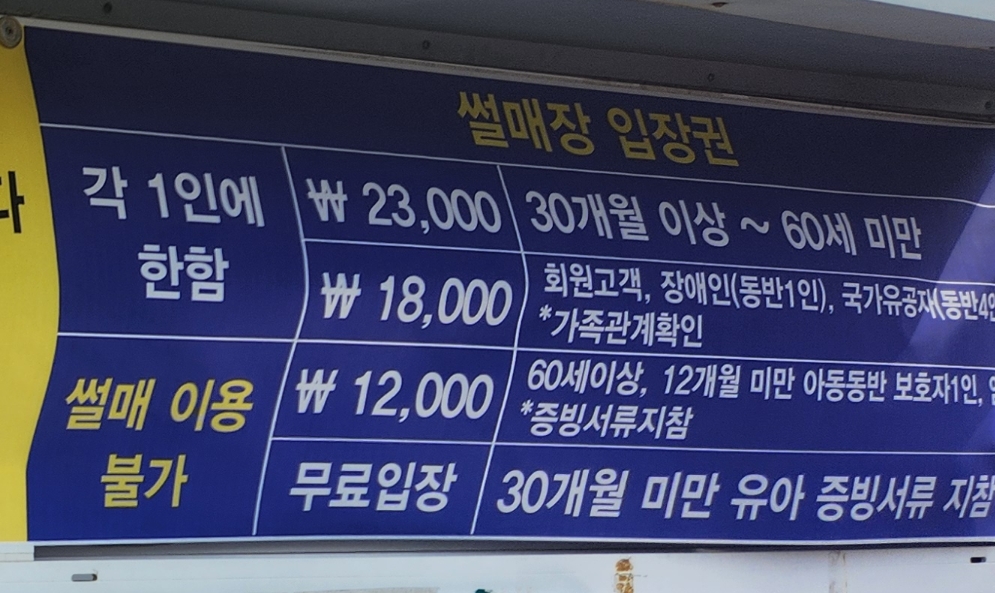 썰매장 입장권
각 1인에
한함
₩ 23,000 30개월 이상 ~ 60세 미만
₩ 18,000 회원고객, 장애인(동반1인), 국가유공자(동반4인
*가족관계확인
썰매 이용
불가
₩ 12,000 60세이상, 12개월 미만 아동동반 보호자1인,
*증빙서류지참
무료입장 30개월 미만 유아 증빙서류 지참